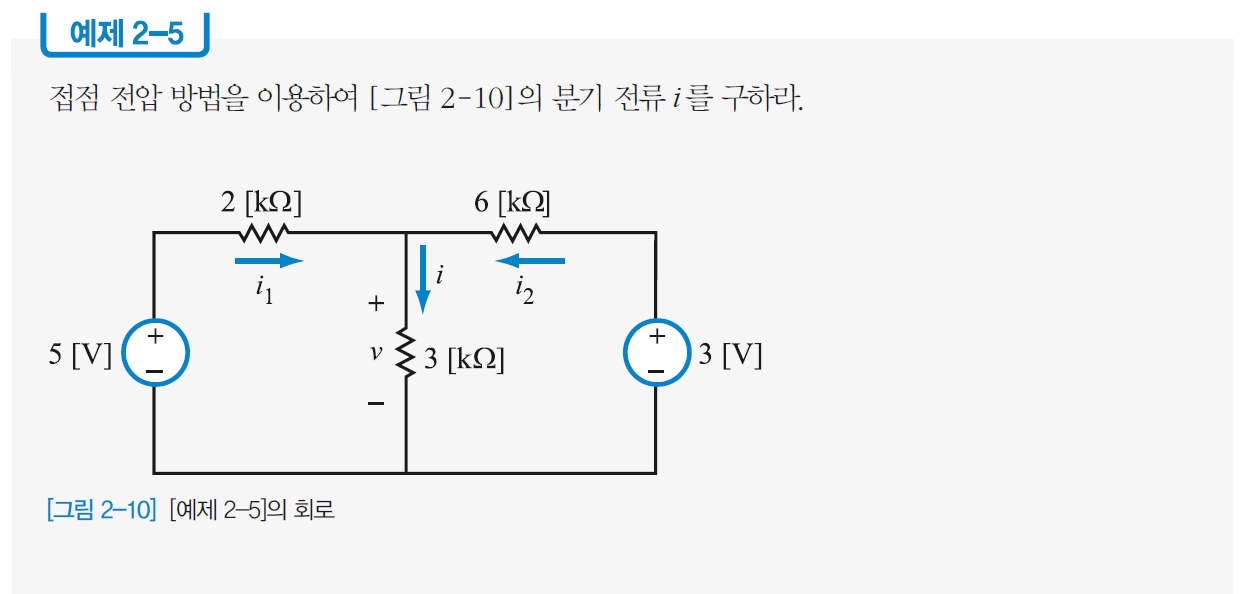 예제 2-5
접점 전압 방법을 이용하여 [그림 2-10]의 분기 전류 i를 구하라.
2 [kΩ]
6 [kΩ]
i
i₁
i₂
+
+
+
5 [V]
v
3 [kΩ]
3 [V]
−
−
−
[그림 2-10] [예제 2-5]의 회로